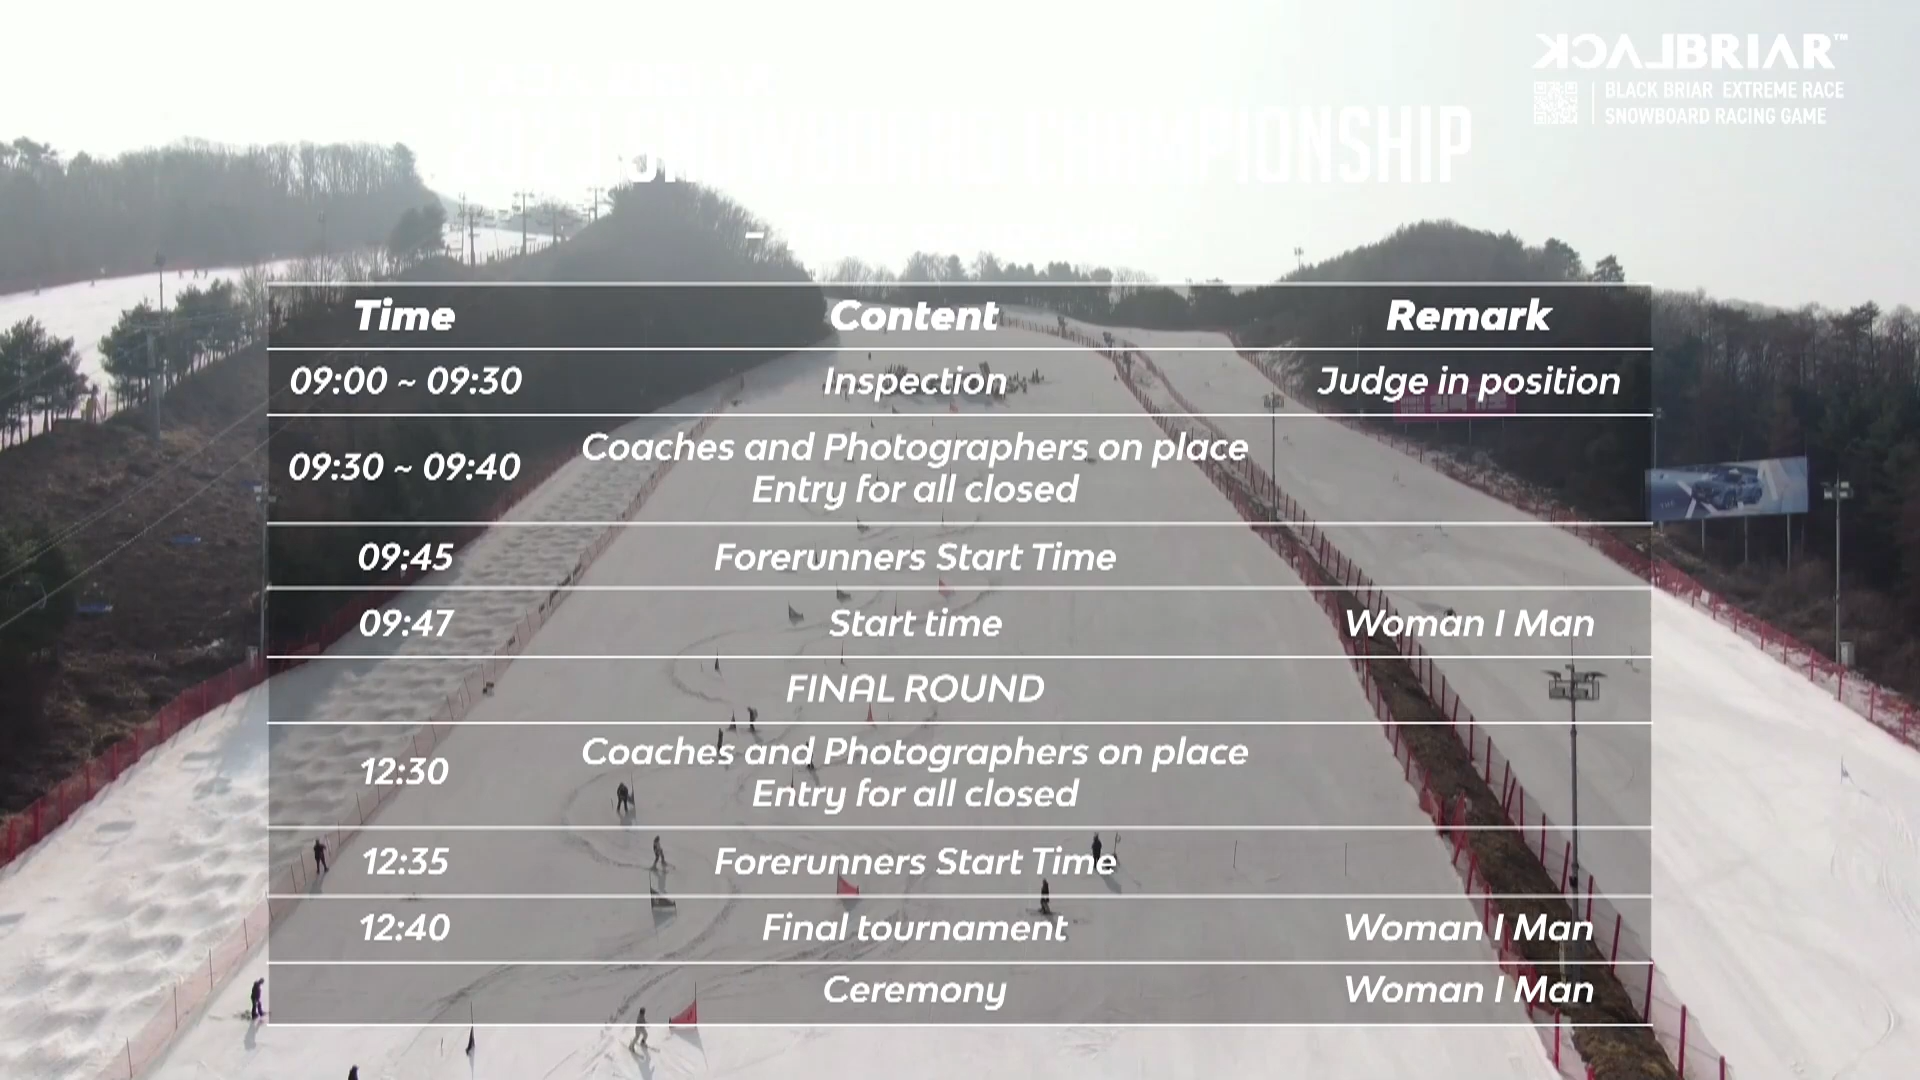 BLACKBRIAR™
BLACK BRIAR EXTREME RACE
SNOWBOARD RACING GAME
Time Content Remark
09:00 ~ 09:30 Inspection Judge in position
09:30 ~ 09:40 Coaches and Photographers on place
Entry for all closed
09:45 Forerunners Start Time
09:47 Start time Woman I Man
FINAL ROUND
12:30 Coaches and Photographers on place
Entry for all closed
12:35 Forerunners Start Time
12:40 Final tournament Woman I Man
Ceremony Woman I Man